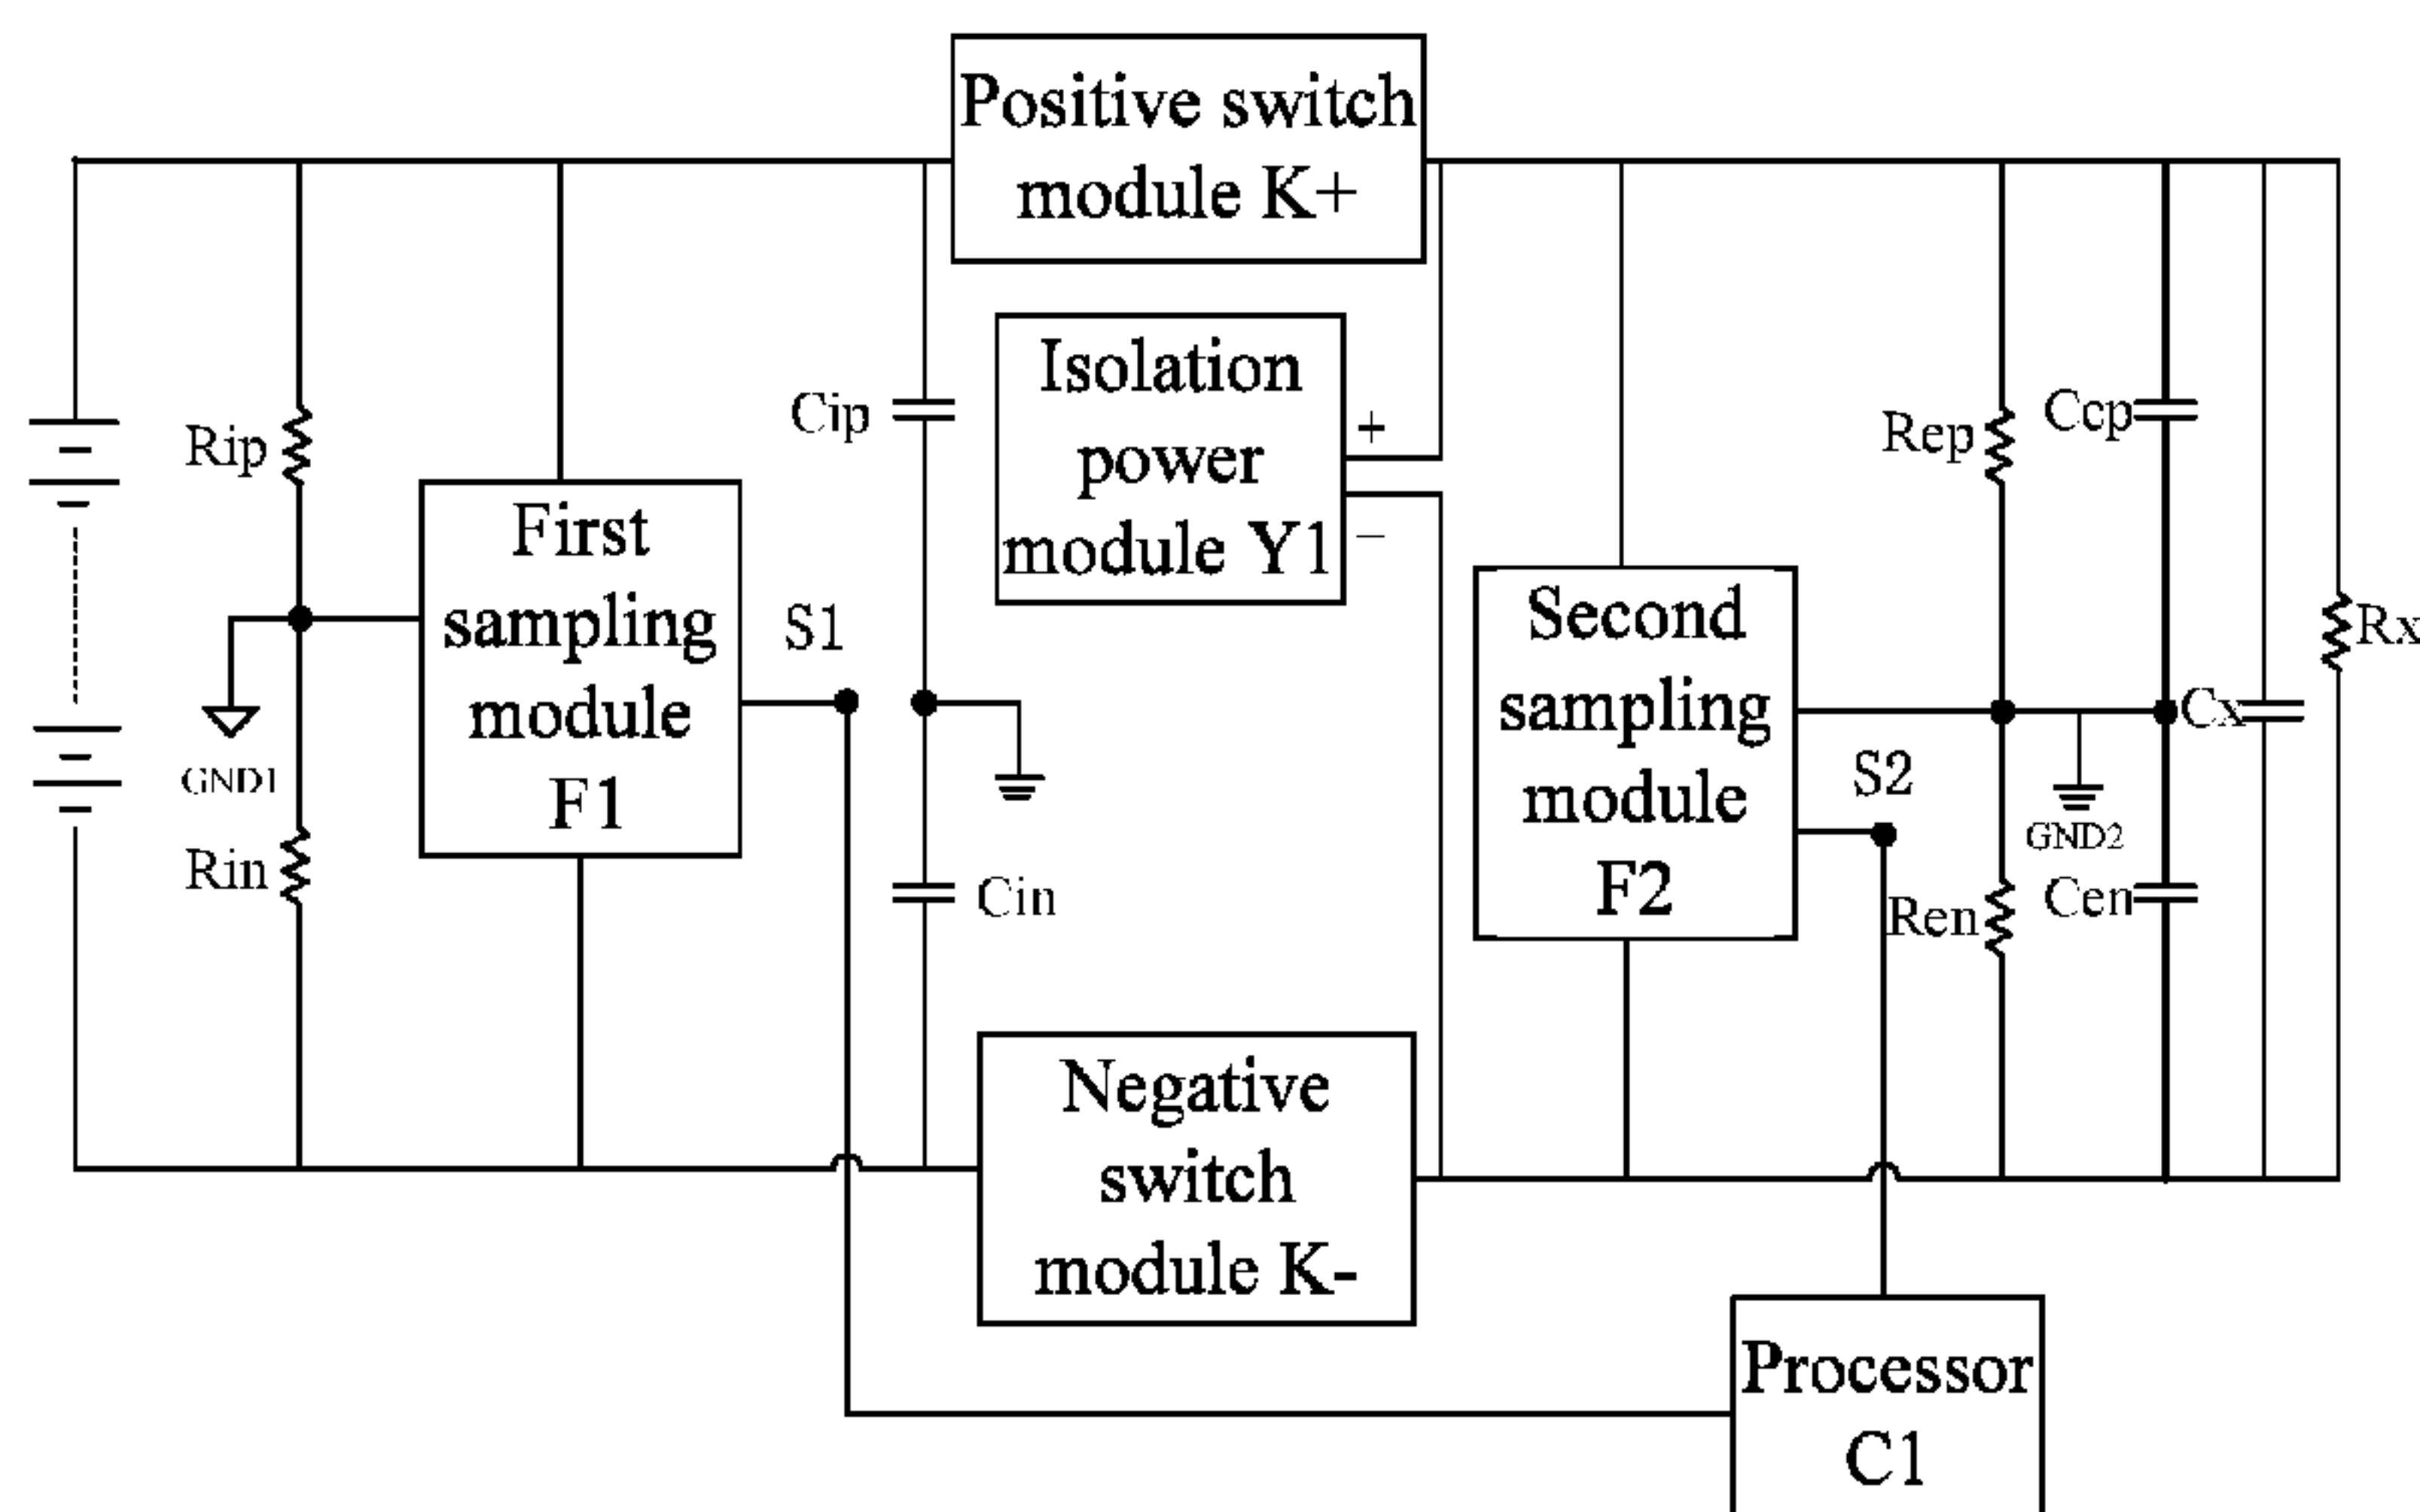 Positive switch
module K+
Isolation
power
module Y1
+
−
Rip
Cip
First
sampling
module
F1
S1
GND1
Rin
Cin
Rep
Ccp
Second
sampling
module
F2
Rx
Cx
S2
GND2
Ren
Cen
Negative
switch
module K-
Processor
C1